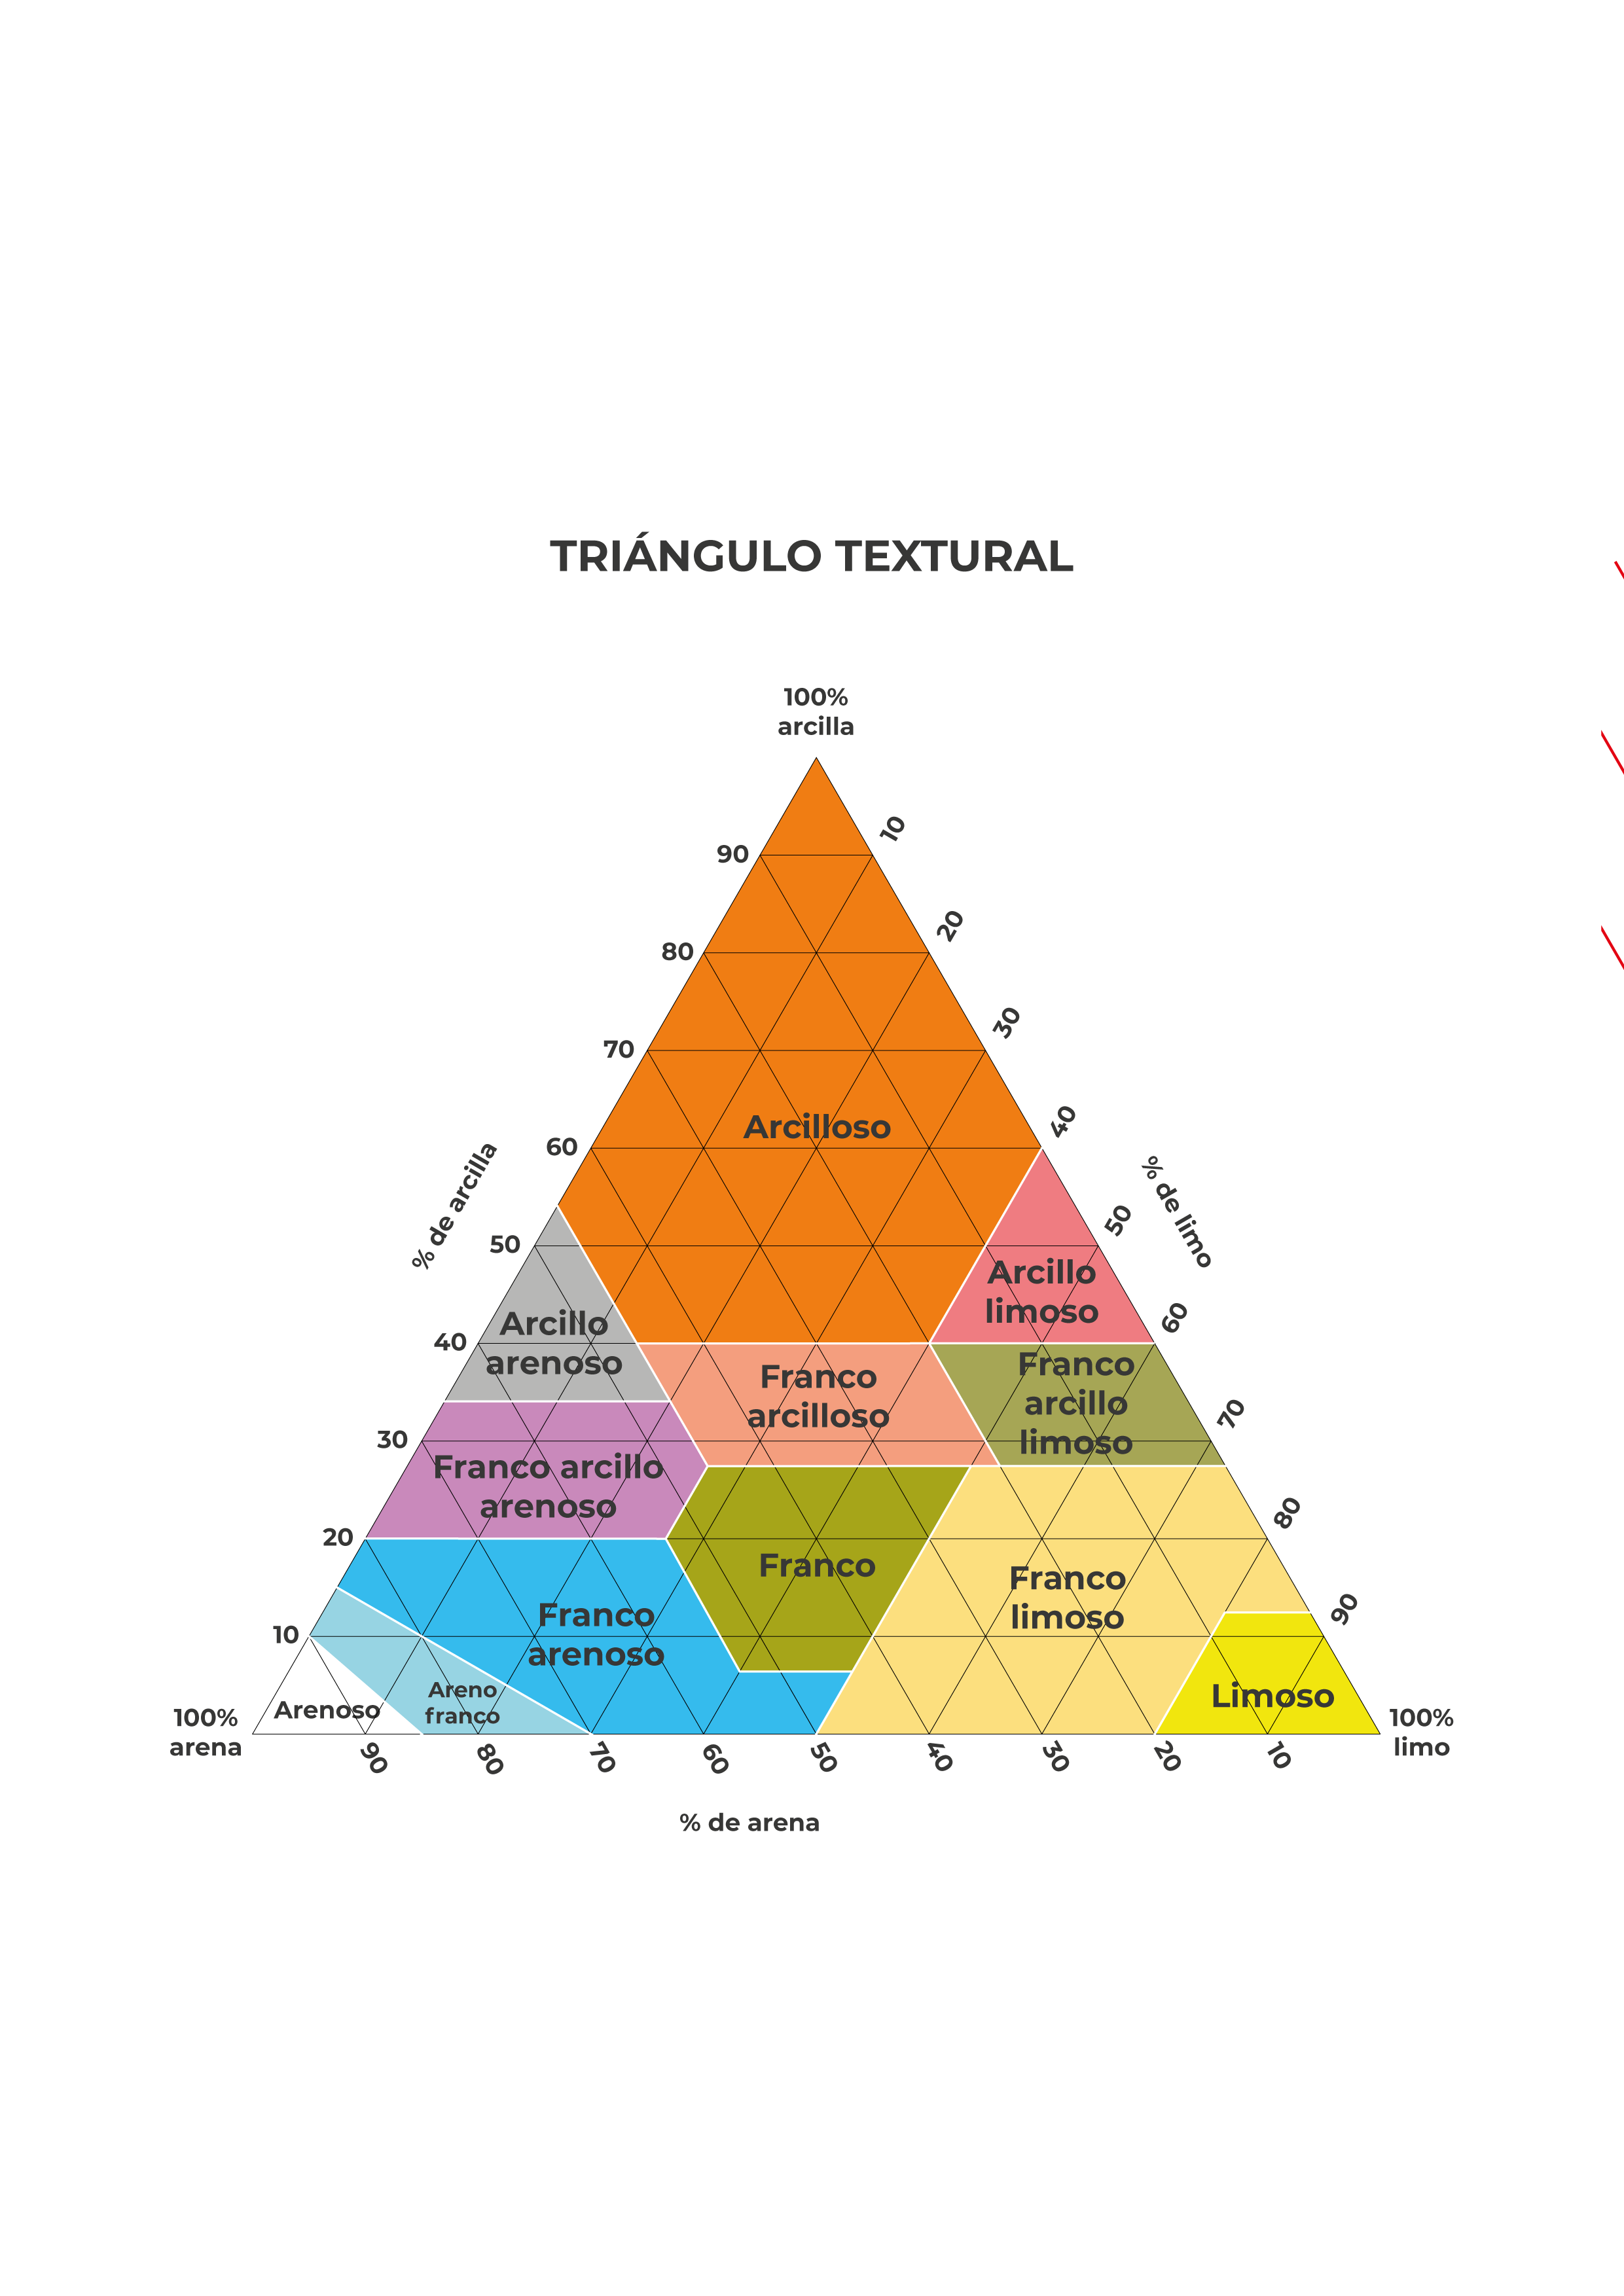 TRIÁNGULO TEXTURAL
100%
arcilla
10
90
20
80
30
70
40
Arcilloso
60
% de arcilla
% de limo
50
50
Arcillo
limoso
60
Arcillo
arenoso
40
Franco
arcilloso
Franco
arcillo
limoso
70
30
Franco arcillo
arenoso
80
20
Franco
Franco
limoso
90
Franco
arenoso
10
Areno
franco
Arenoso
Limoso
100%
arena
100%
limo
90
80
70
60
50
40
30
20
10
% de arena